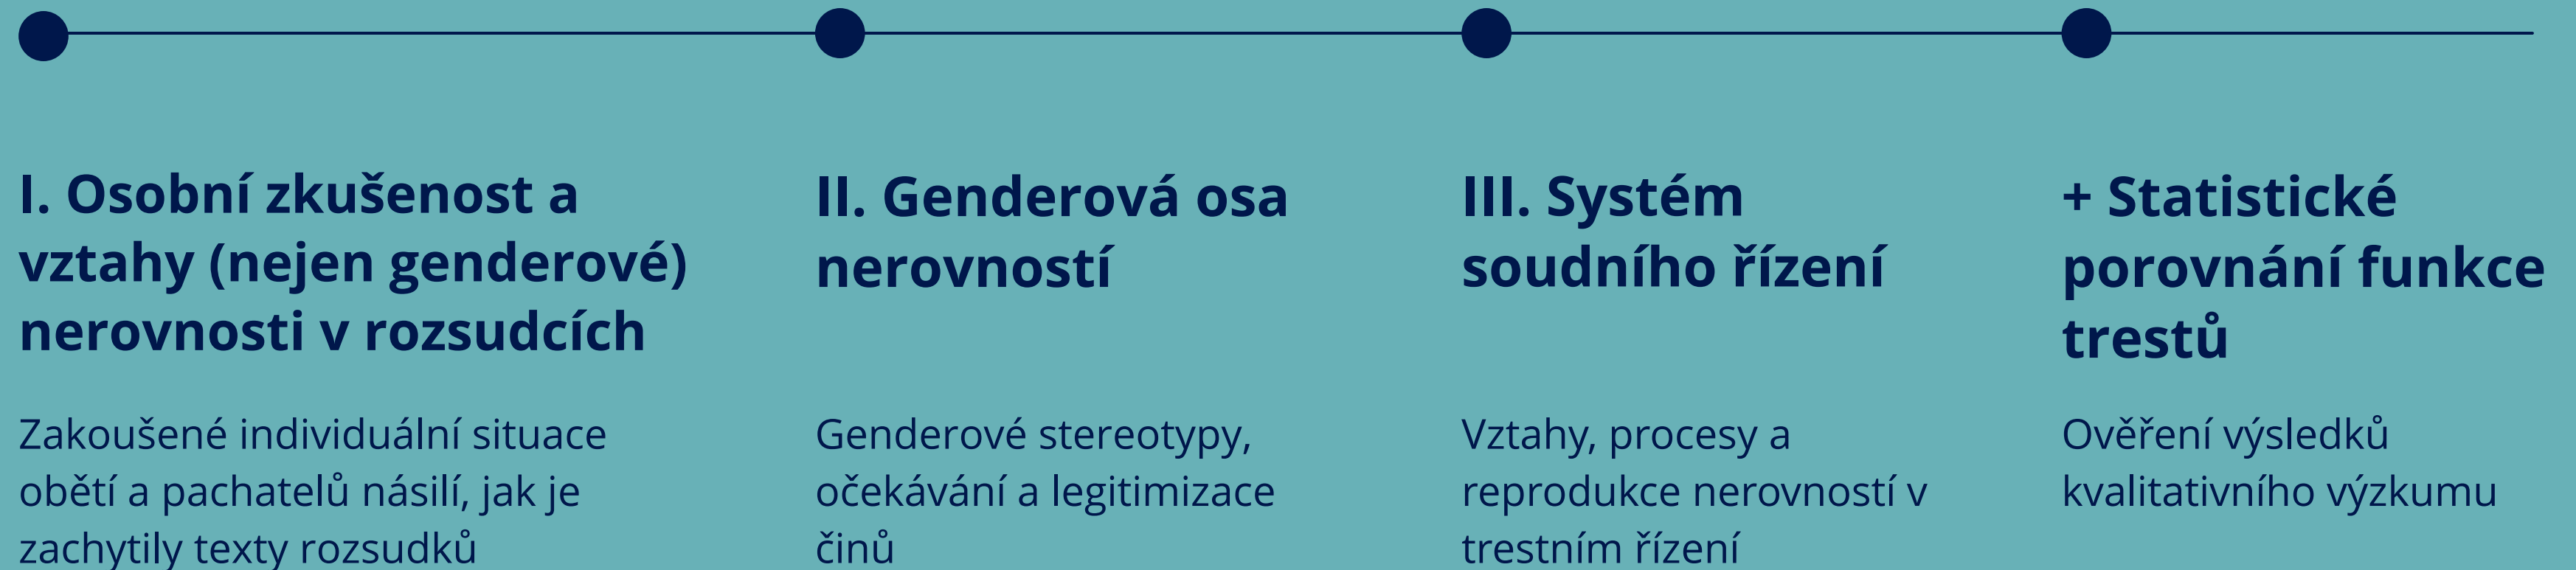 I. Osobní zkušenost a
vztahy (nejen genderové)
nerovnosti v rozsudcích
Zakoušené individuální situace
obětí a pachatelů násilí, jak je
zachytily texty rozsudků
II. Genderová osa
nerovností
Genderové stereotypy,
očekávání a legitimizace
činů
III. Systém
soudního řízení
Vztahy, procesy a
reprodukce nerovností v
trestním řízení
+ Statistické
porovnání funkce
trestů
Ověření výsledků
kvalitativního výzkumu